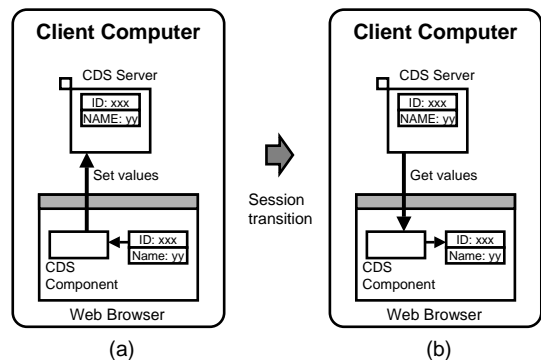 Client Computer
CDS Server
ID: xxx
NAME: yy
Set values
ID: xxx
Name: yy
CDS
Component
Web Browser
(a)
Session
transition
Client Computer
CDS Server
ID: xxx
NAME: yy
Get values
ID: xxx
Name: yy
CDS
Component
Web Browser
(b)